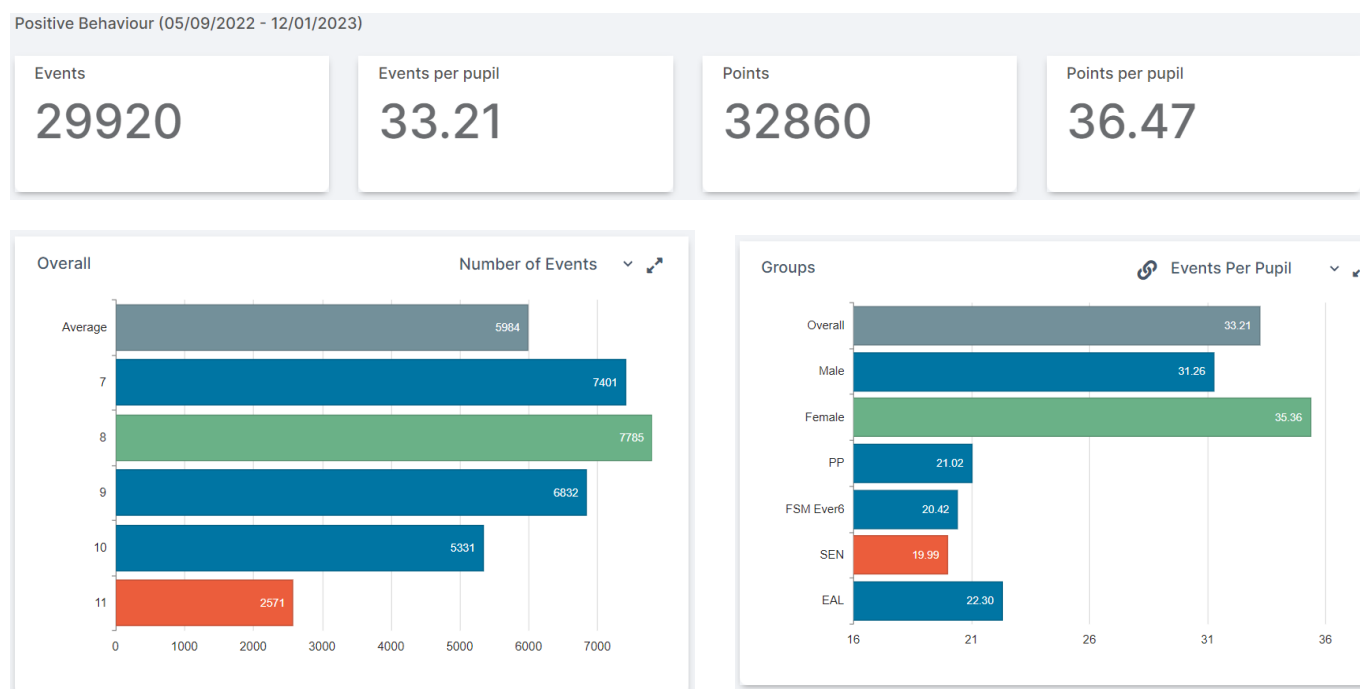 Positive Behaviour (05/09/2022 - 12/01/2023)
Events
29920
Events per pupil
33.21
Points
32860
Points per pupil
36.47
Overall
Number of Events
Average
5984
7
7401
8
7785
9
6832
10
5331
11
2571
0 1000 2000 3000 4000 5000 6000 7000
Groups
Events Per Pupil
Overall
33.21
Male
31.26
Female
35.36
PP
21.02
FSM Ever6
20.42
SEN
19.99
EAL
22.30
16 21 26 31 36